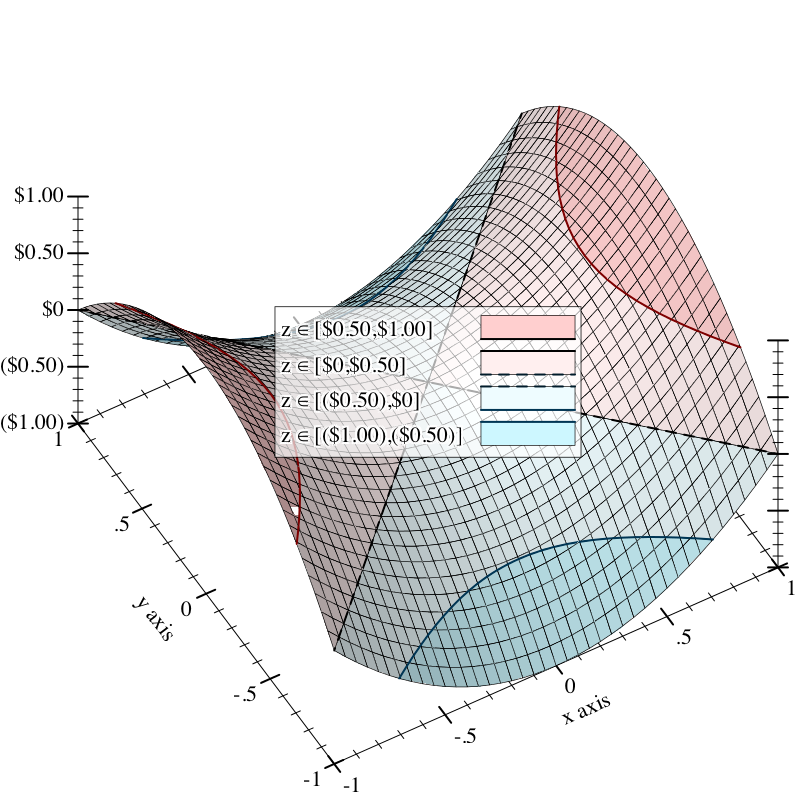 $1.00
$0.50
$0
($0.50)
($1.00)
z ∈ [$0.50,$1.00]
z ∈ [$0,$0.50]
z ∈ [($0.50),$0]
z ∈ [($1.00),($0.50)]
1
.5
0
-.5
-1
y axis
-1
-.5
0
.5
1
x axis